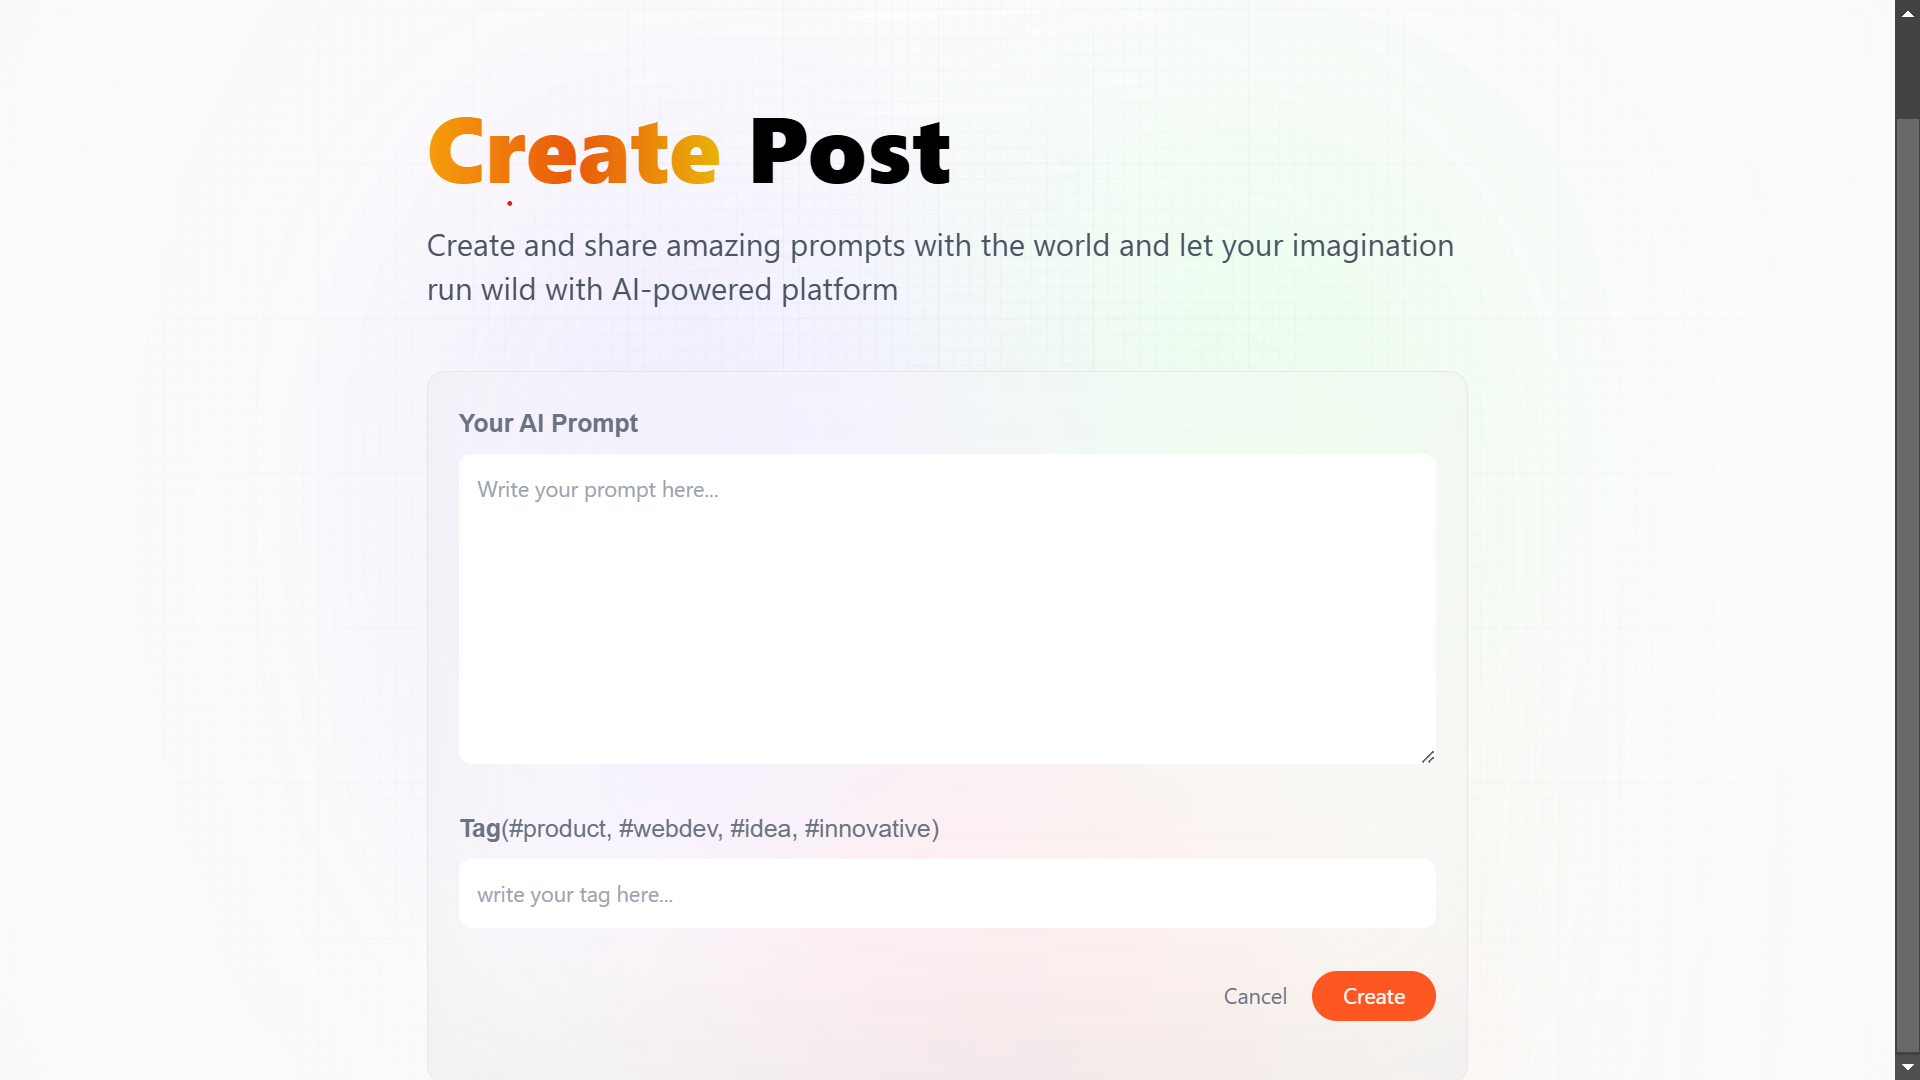 Create Post
Create and share amazing prompts with the world and let your imagination
run wild with AI-powered platform
Your AI Prompt
Write your prompt here...
Tag(#product, #webdev, #idea, #innovative)
write your tag here...
Cancel
Create